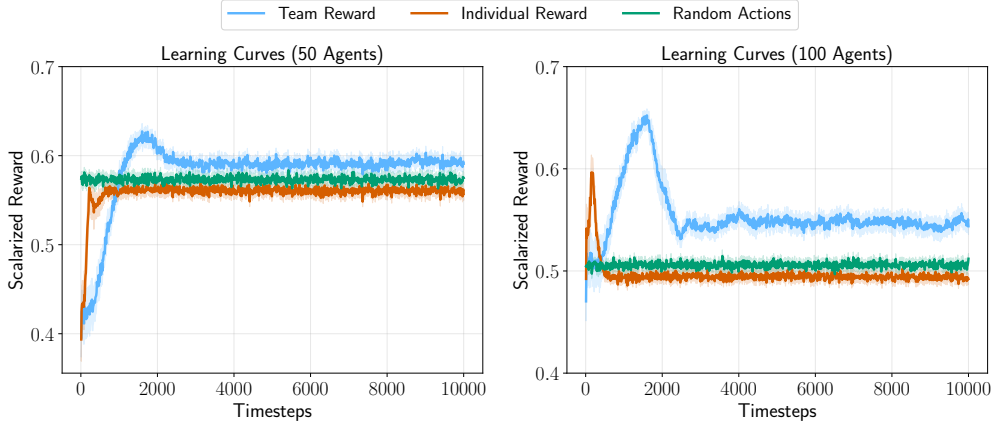 Team Reward Individual Reward Random Actions
Learning Curves (50 Agents)
0.7
0.6
0.5
0.4
Scalarized Reward
0 2000 4000 6000 8000 10000
Timesteps
Learning Curves (100 Agents)
0.7
0.6
0.5
0.4
Scalarized Reward
0 2000 4000 6000 8000 10000
Timesteps